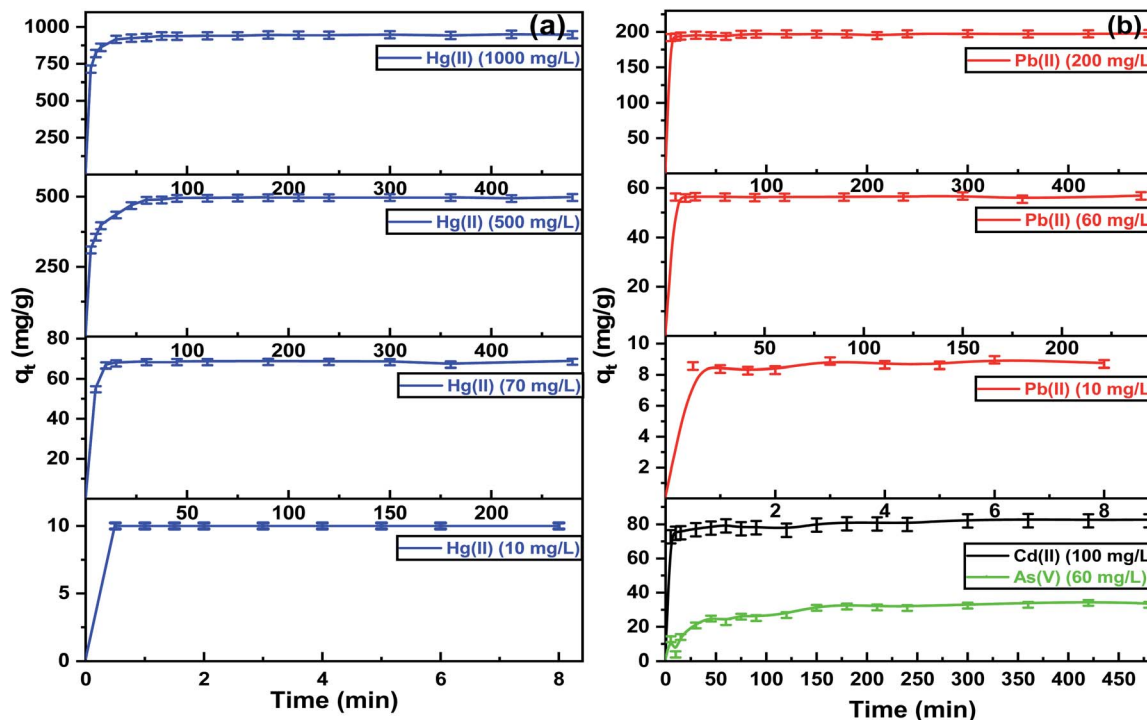 (a)
1000
750
500
250
Hg(II) (1000 mg/L)
100 200 300 400
500
250
Hg(II) (500 mg/L)
100 200 300 400
80
60
40
20
Hg(II) (70 mg/L)
50 100 150 200
10
5
0
Hg(II) (10 mg/L)
0 2 4 6 8
Time (min)
qt (mg/g)
(b)
200
150
100
50
Pb(II) (200 mg/L)
100 200 300 400
60
40
20
Pb(II) (60 mg/L)
50 100 150 200
10
8
6
4
2
Pb(II) (10 mg/L)
2 4 6 8
80
60
40
20
0
Cd(II) (100 mg/L)
As(V) (60 mg/L)
0 50 100 150 200 250 300 350 400 450
Time (min)
qt (mg/g)